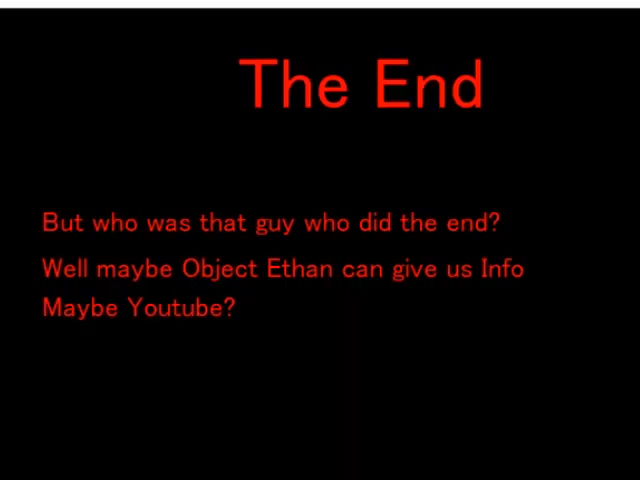 The End
But who was that guy who did the end?
Well maybe Object Ethan can give us Info
Maybe Youtube?